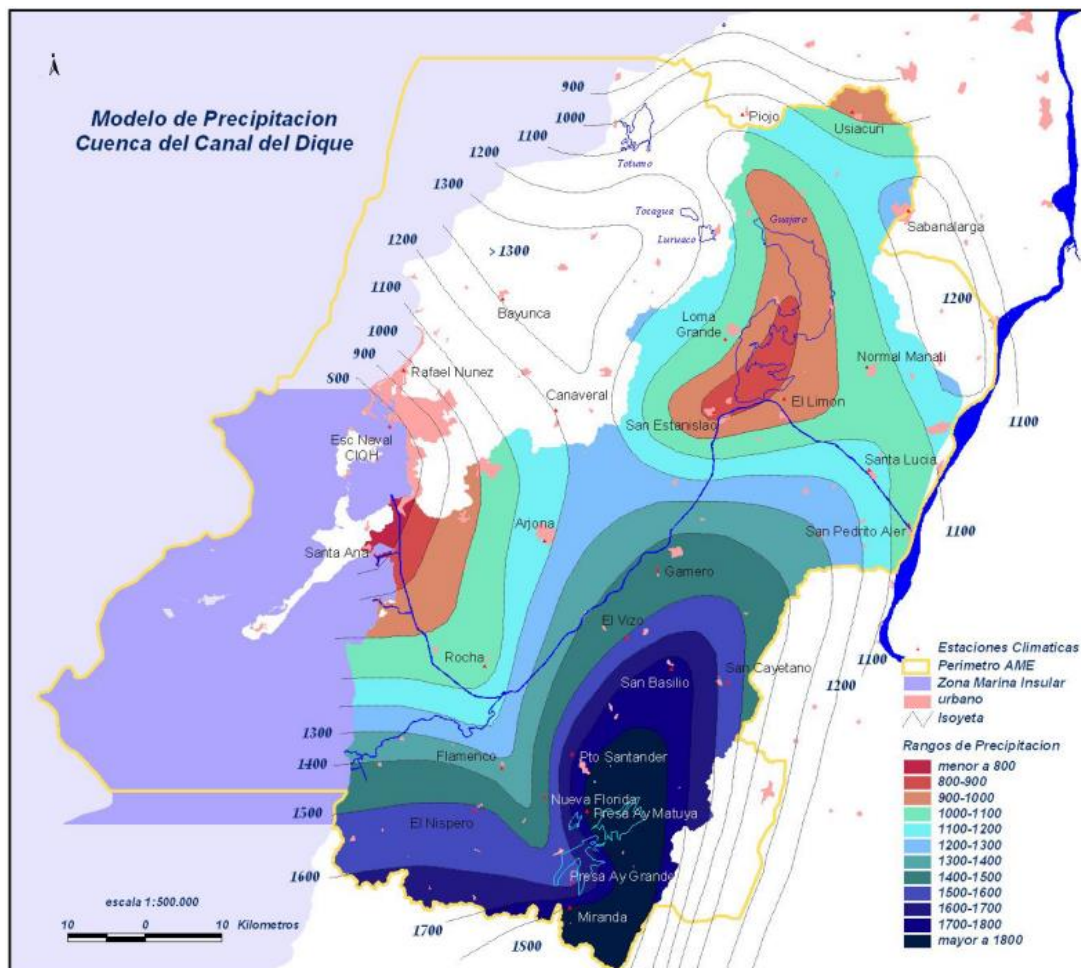 Modelo de Precipitacion
Cuenca del Canal del Dique
900
1000
1100
1200
1300
Totumo
Piojo
Usiacuri
Tocagua
Luruaco
Guajaro
Sabanalarga
1200
> 1300
1200
1100
1000
900
800
Bayunca
Loma
Grande
Normal Manati
Rafael Nunez
Canaveral
El Limon
San Estanislao
1100
Esc Naval
CIOH
Santa Lucia
Arjona
San Pedrito Ajer
1100
Santa Ana
Gamero
El Vizo
Rocha
San Basilio
San Cayetano
1100
1200
1300
1400
1500
1600
1700
1800
Flamenco
Pto Santander
Nueva Florida
Presa Ay Matuya
El Nispero
Presa Ay Grande
Miranda
escala 1:500.000
10 0 10 Kilometros
Estaciones Climaticas
Perimetro AME
Zona Marina Insular
urbano
Isoyeta
Rangos de Precipitacion
menor a 800
800-900
900-1000
1000-1100
1100-1200
1200-1300
1300-1400
1400-1500
1500-1600
1600-1700
1700-1800
mayor a 1800